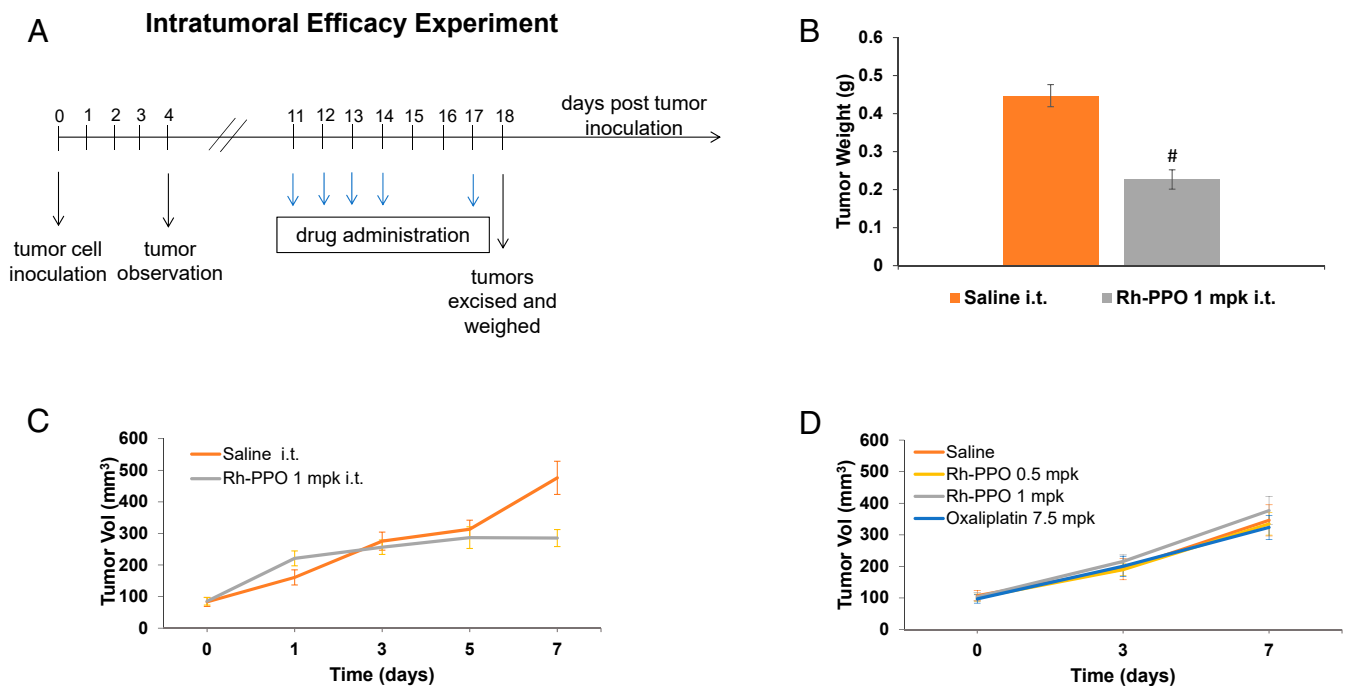 A
Intratumoral Efficacy Experiment
0 1 2 3 4 11 12 13 14 15 16 17 18
days post tumor
inoculation
drug administration
tumor cell
inoculation
tumor
observation
tumors
excised and
weighed
B
Tumor Weight (g)
0.6
0.5
0.4
0.3
0.2
0.1
0
#
Saline i.t.
Rh-PPO 1 mpk i.t.
C
Tumor Vol (mm³)
600
500
400
300
200
100
0
Saline i.t.
Rh-PPO 1 mpk i.t.
0 1 3 5 7
Time (days)
D
Tumor Vol (mm³)
600
500
400
300
200
100
0
Saline
Rh-PPO 0.5 mpk
Rh-PPO 1 mpk
Oxaliplatin 7.5 mpk
0 3 7
Time (days)